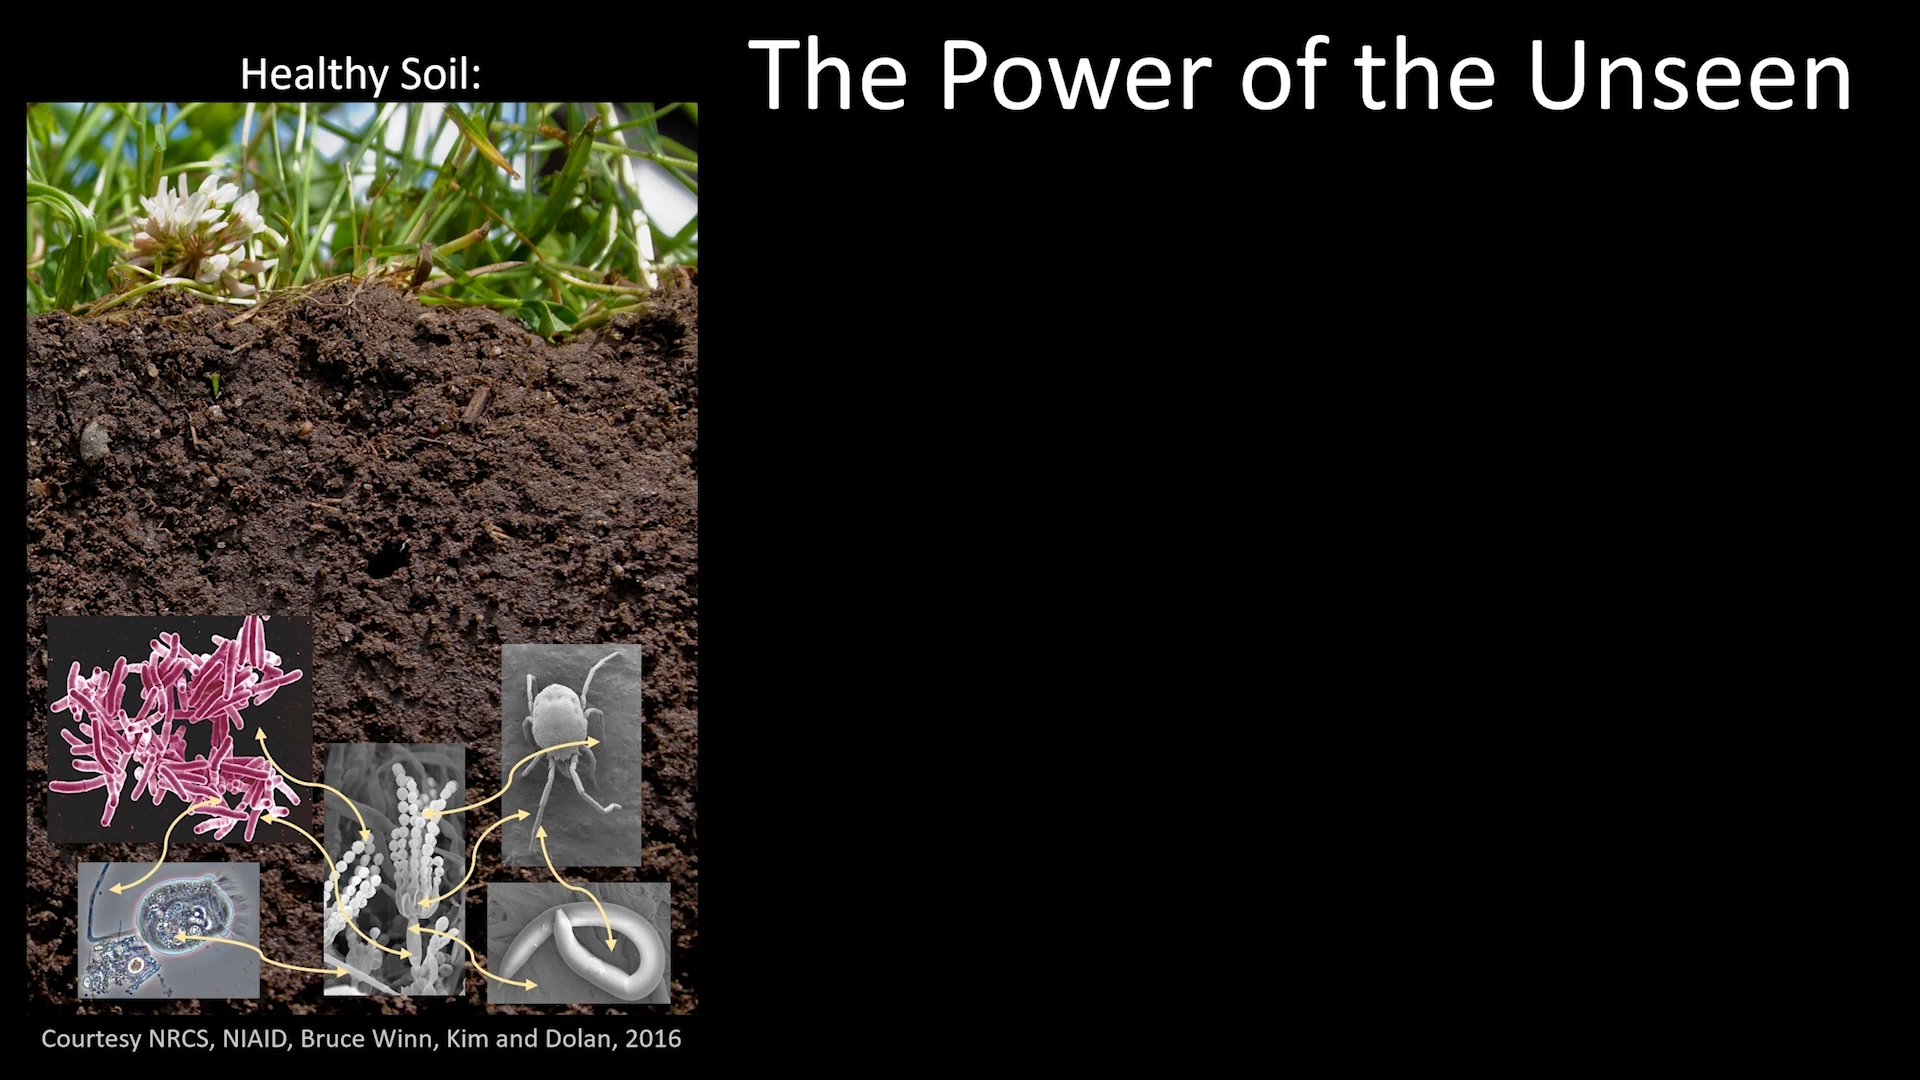 Healthy Soil:
The Power of the Unseen
Courtesy NRCS, NIAID, Bruce Winn, Kim and Dolan, 2016